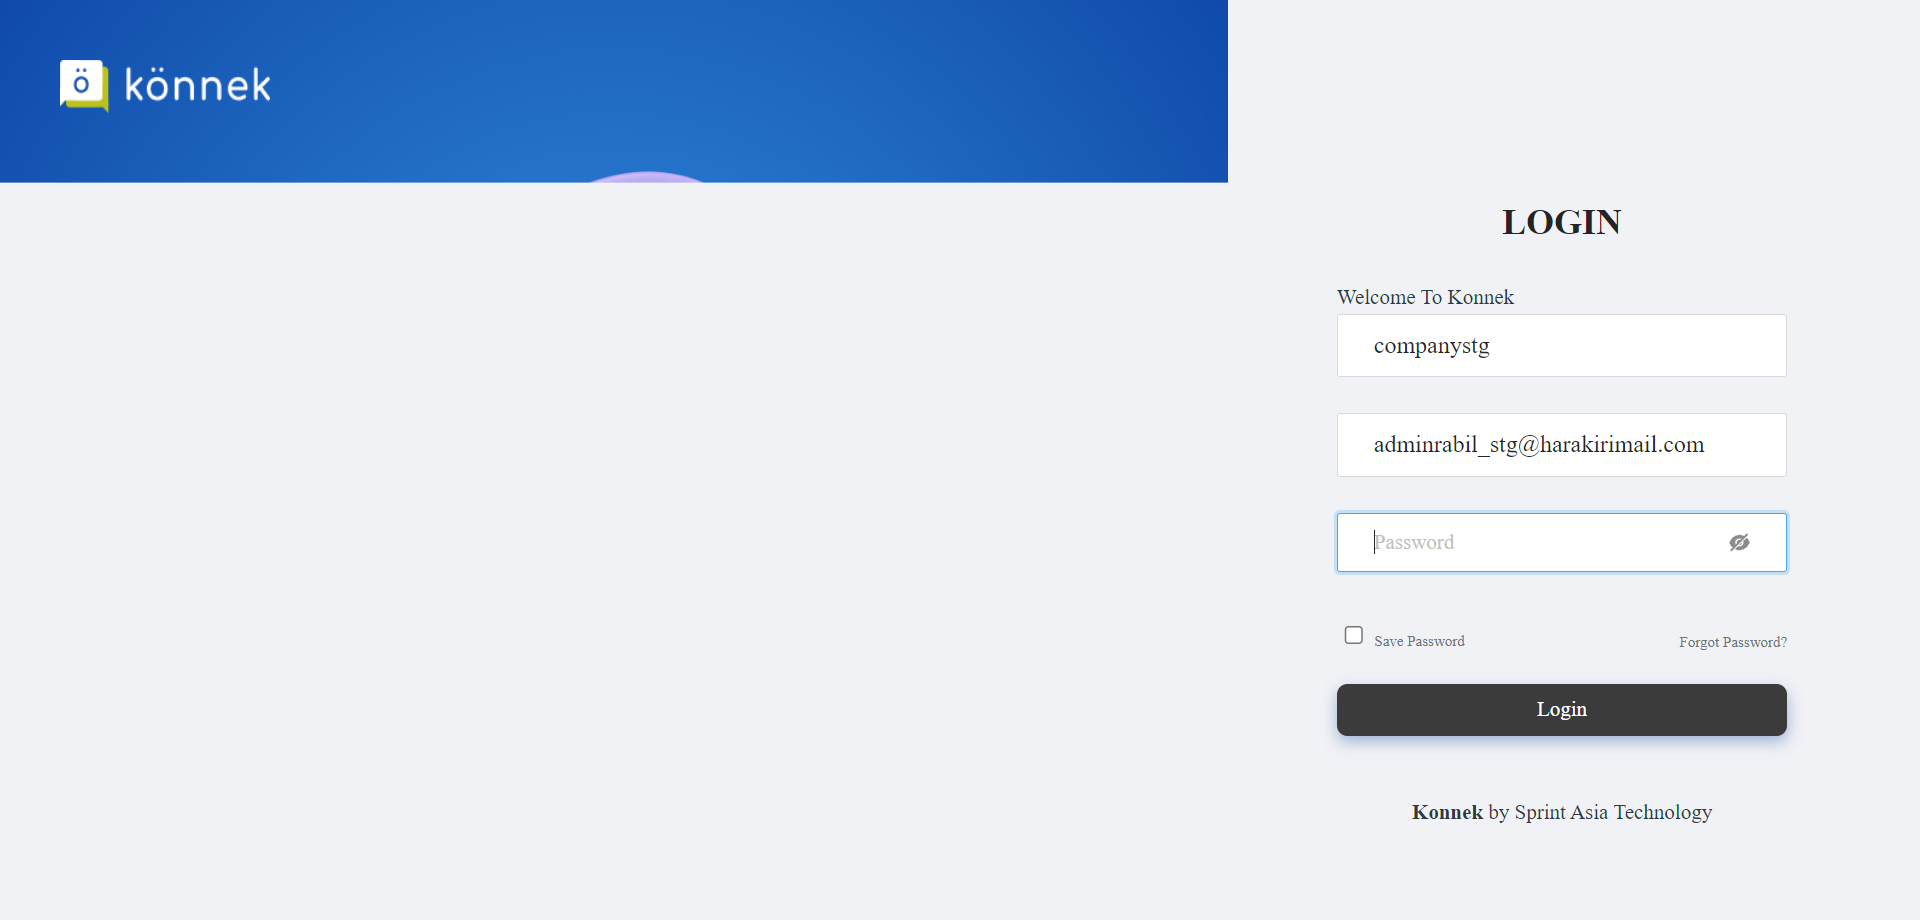 ö könnek
LOGIN
Welcome To Konnek
companystg
adminrabil_stg@harakirimail.com
Password
Save Password
Forgot Password?
Login
Konnek by Sprint Asia Technology